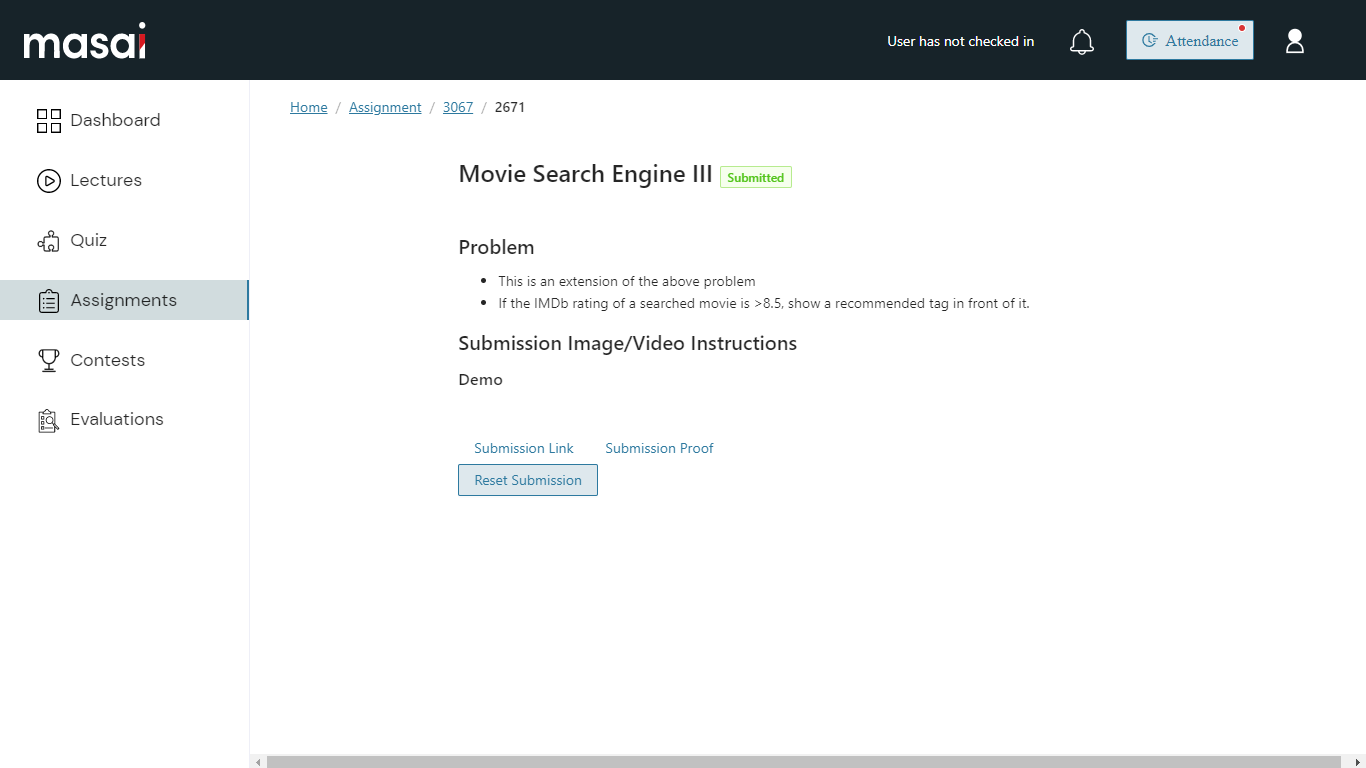 masai
User has not checked in
Attendance
Dashboard
Lectures
Quiz
Assignments
Contests
Evaluations
Home / Assignment / 3067 / 2671
Movie Search Engine III Submitted
Problem
This is an extension of the above problem
If the IMDb rating of a searched movie is >8.5, show a recommended tag in front of it.
Submission Image/Video Instructions
Demo
Submission Link Submission Proof
Reset Submission